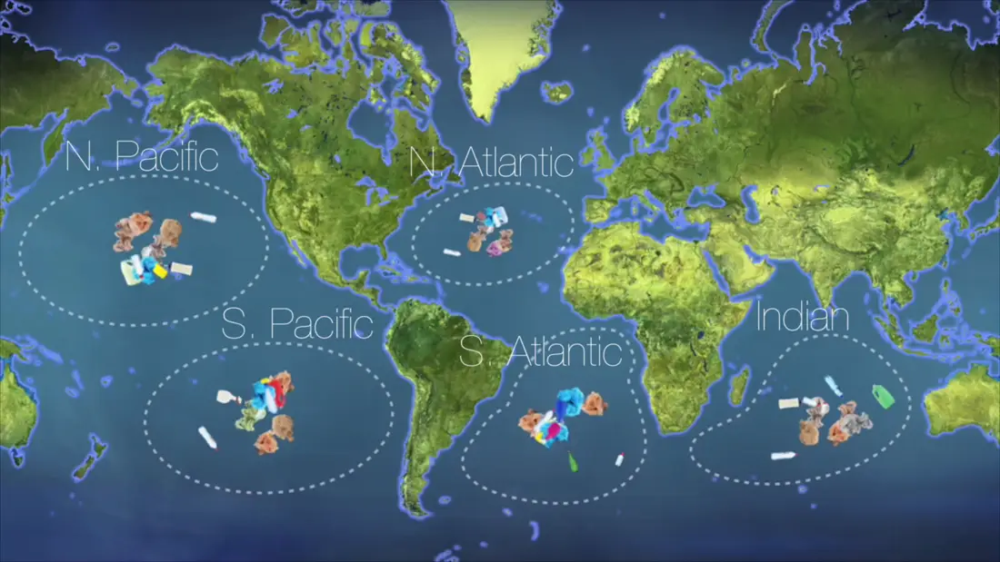 N. Pacific
N. Atlantic
S. Pacific
S. Atlantic
Indian